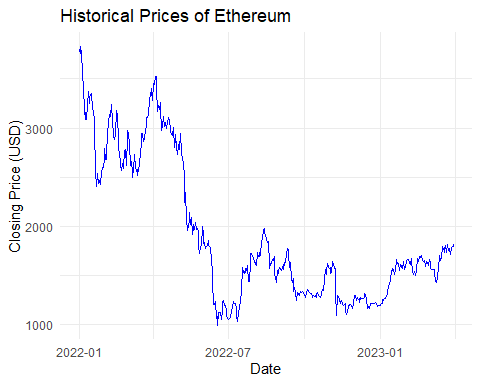 Historical Prices of Ethereum
Closing Price (USD)
3000
2000
1000
2022-01
2022-07
2023-01
Date